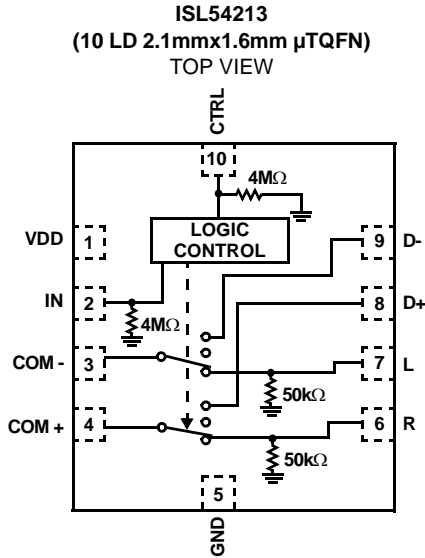 ISL54213
(10 LD 2.1mmx1.6mm µTQFN)
TOP VIEW
CTRL
10
4MΩ
LOGIC
CONTROL
VDD 1
9 D-
IN 2
8 D+
4MΩ
COM - 3
7 L
50kΩ
COM + 4
6 R
50kΩ
5
GND